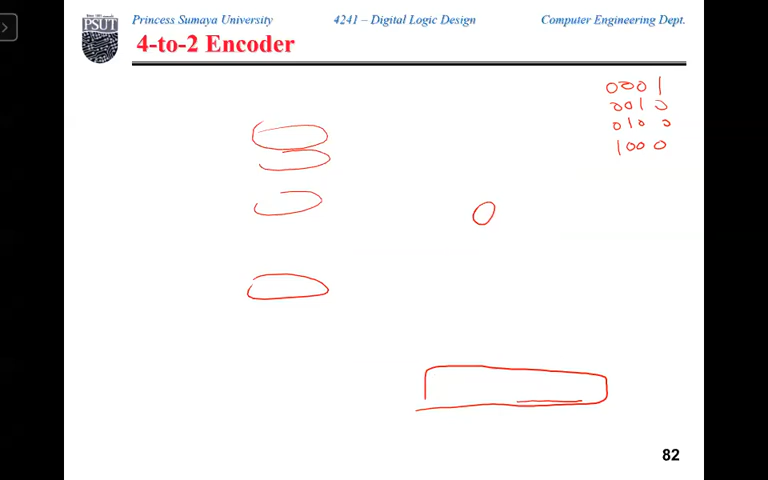 Princess Sumaya University
4241 – Digital Logic Design
Computer Engineering Dept.
PSUT
4-to-2 Encoder
0001
0010
0100
1000
0
82